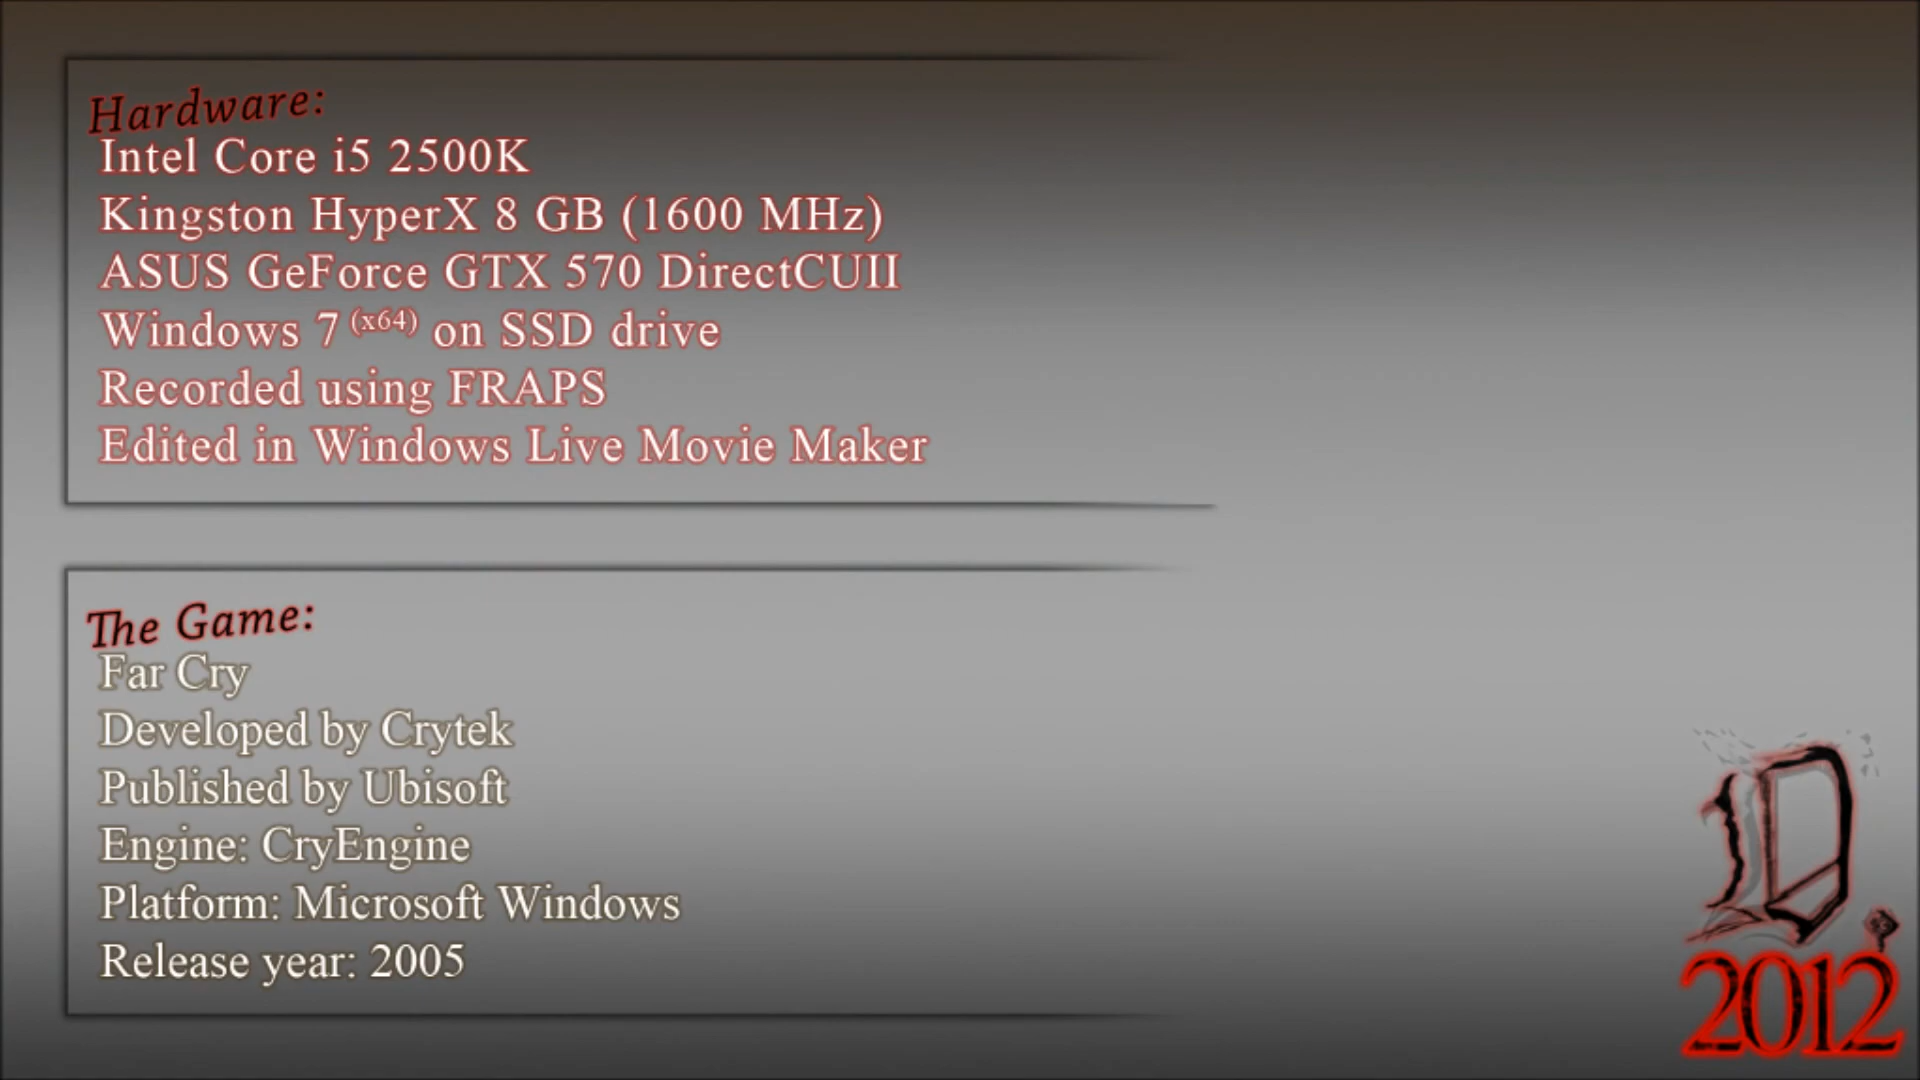 Hardware:
Intel Core i5 2500K
Kingston HyperX 8 GB (1600 MHz)
ASUS GeForce GTX 570 DirectCUII
Windows 7 (x64) on SSD drive
Recorded using FRAPS
Edited in Windows Live Movie Maker
The Game:
Far Cry
Developed by Crytek
Published by Ubisoft
Engine: CryEngine
Platform: Microsoft Windows
Release year: 2005
D.
2012